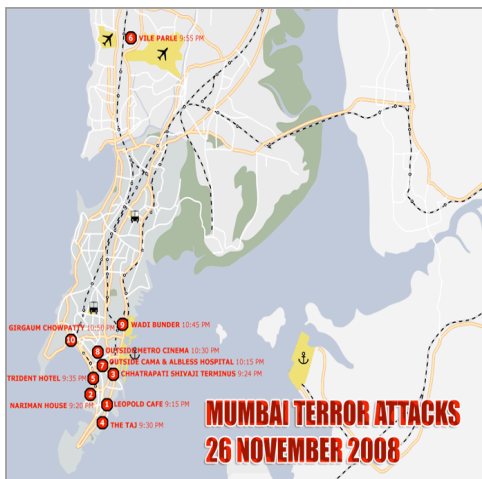 6 VILE PARLE 9:55 PM
9 WADI BUNDER 10:45 PM
GIRGAUM CHOWPATTY 10:50 PM
10
8 OUTSIDE METRO CINEMA 10:30 PM
7 OUTSIDE CAMA & ALBLESS HOSPITAL 10:15 PM
3 CHHATRAPATI SHIVAJI TERMINUS 9:24 PM
TRIDENT HOTEL 9:35 PM 5
2
NARIMAN HOUSE 9:20 PM
1 LEOPOLD CAFE 9:15 PM
4 THE TAJ 9:30 PM
MUMBAI TERROR ATTACKS
26 NOVEMBER 2008